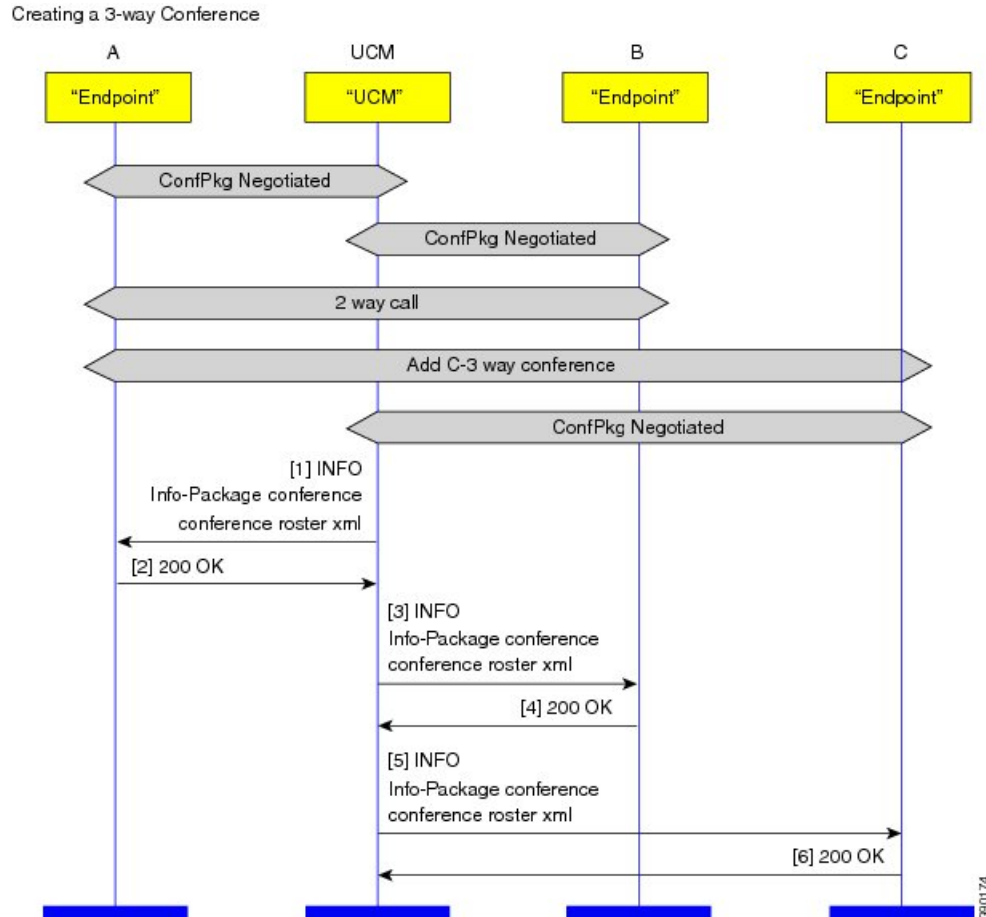 Creating a 3-way Conference
A UCM B C
“Endpoint” “UCM” “Endpoint” “Endpoint”
ConfPkg Negotiated
ConfPkg Negotiated
2 way call
Add C-3 way conference
ConfPkg Negotiated
[1] INFO
Info-Package conference
conference roster xml
[2] 200 OK
[3] INFO
Info-Package conference
conference roster xml
[4] 200 OK
[5] INFO
Info-Package conference
conference roster xml
[6] 200 OK
390174